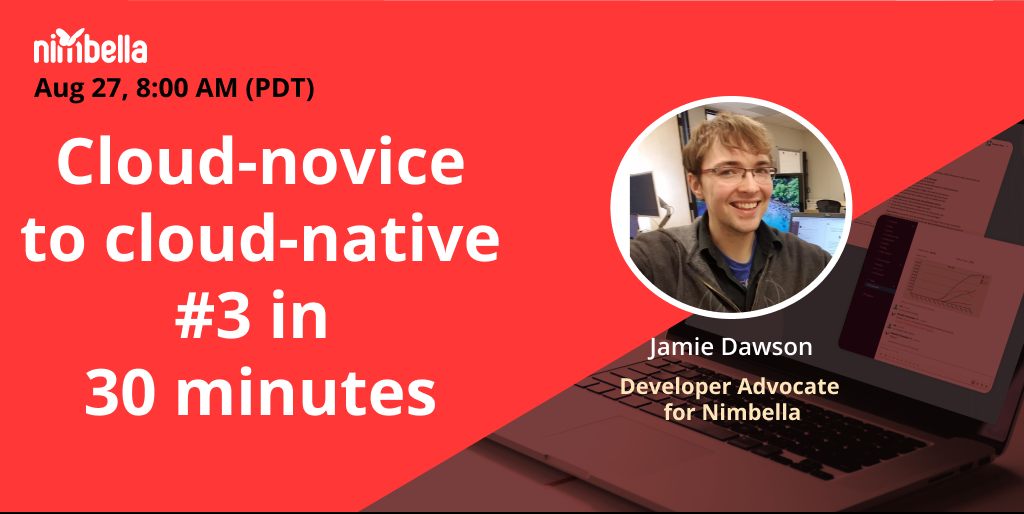 nimbella
Aug 27, 8:00 AM (PDT)
Cloud-novice
to cloud-native
#3 in
30 minutes
Jamie Dawson
Developer Advocate
for Nimbella